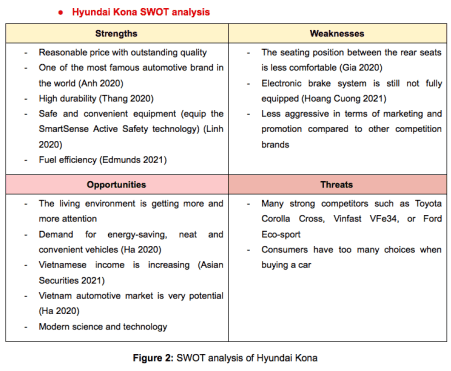 • Hyundai Kona SWOT analysis
Strengths
- Reasonable price with outstanding quality
- One of the most famous automotive brand in
the world (Anh 2020)
- High durability (Thang 2020)
- Safe and convenient equipment (equip the
SmartSense Active Safety technology) (Linh
2020)
- Fuel efficiency (Edmunds 2021)
Weaknesses
- The seating position between the rear seats
is less comfortable (Gia 2020)
- Electronic brake system is still not fully
equipped (Hoang Cuong 2021)
- Less aggressive in terms of marketing and
promotion compared to other competition
brands
Opportunities
- The living environment is getting more and
more attention
- Demand for energy-saving, neat and
convenient vehicles (Ha 2020)
- Vietnamese income is increasing (Asian
Securities 2021)
- Vietnam automotive market is very potential
(Ha 2020)
- Modern science and technology
Threats
- Many strong competitors such as Toyota
Corolla Cross, Vinfast VFe34, or Ford
Eco-sport
- Consumers have too many choices when
buying a car
Figure 2: SWOT analysis of Hyundai Kona